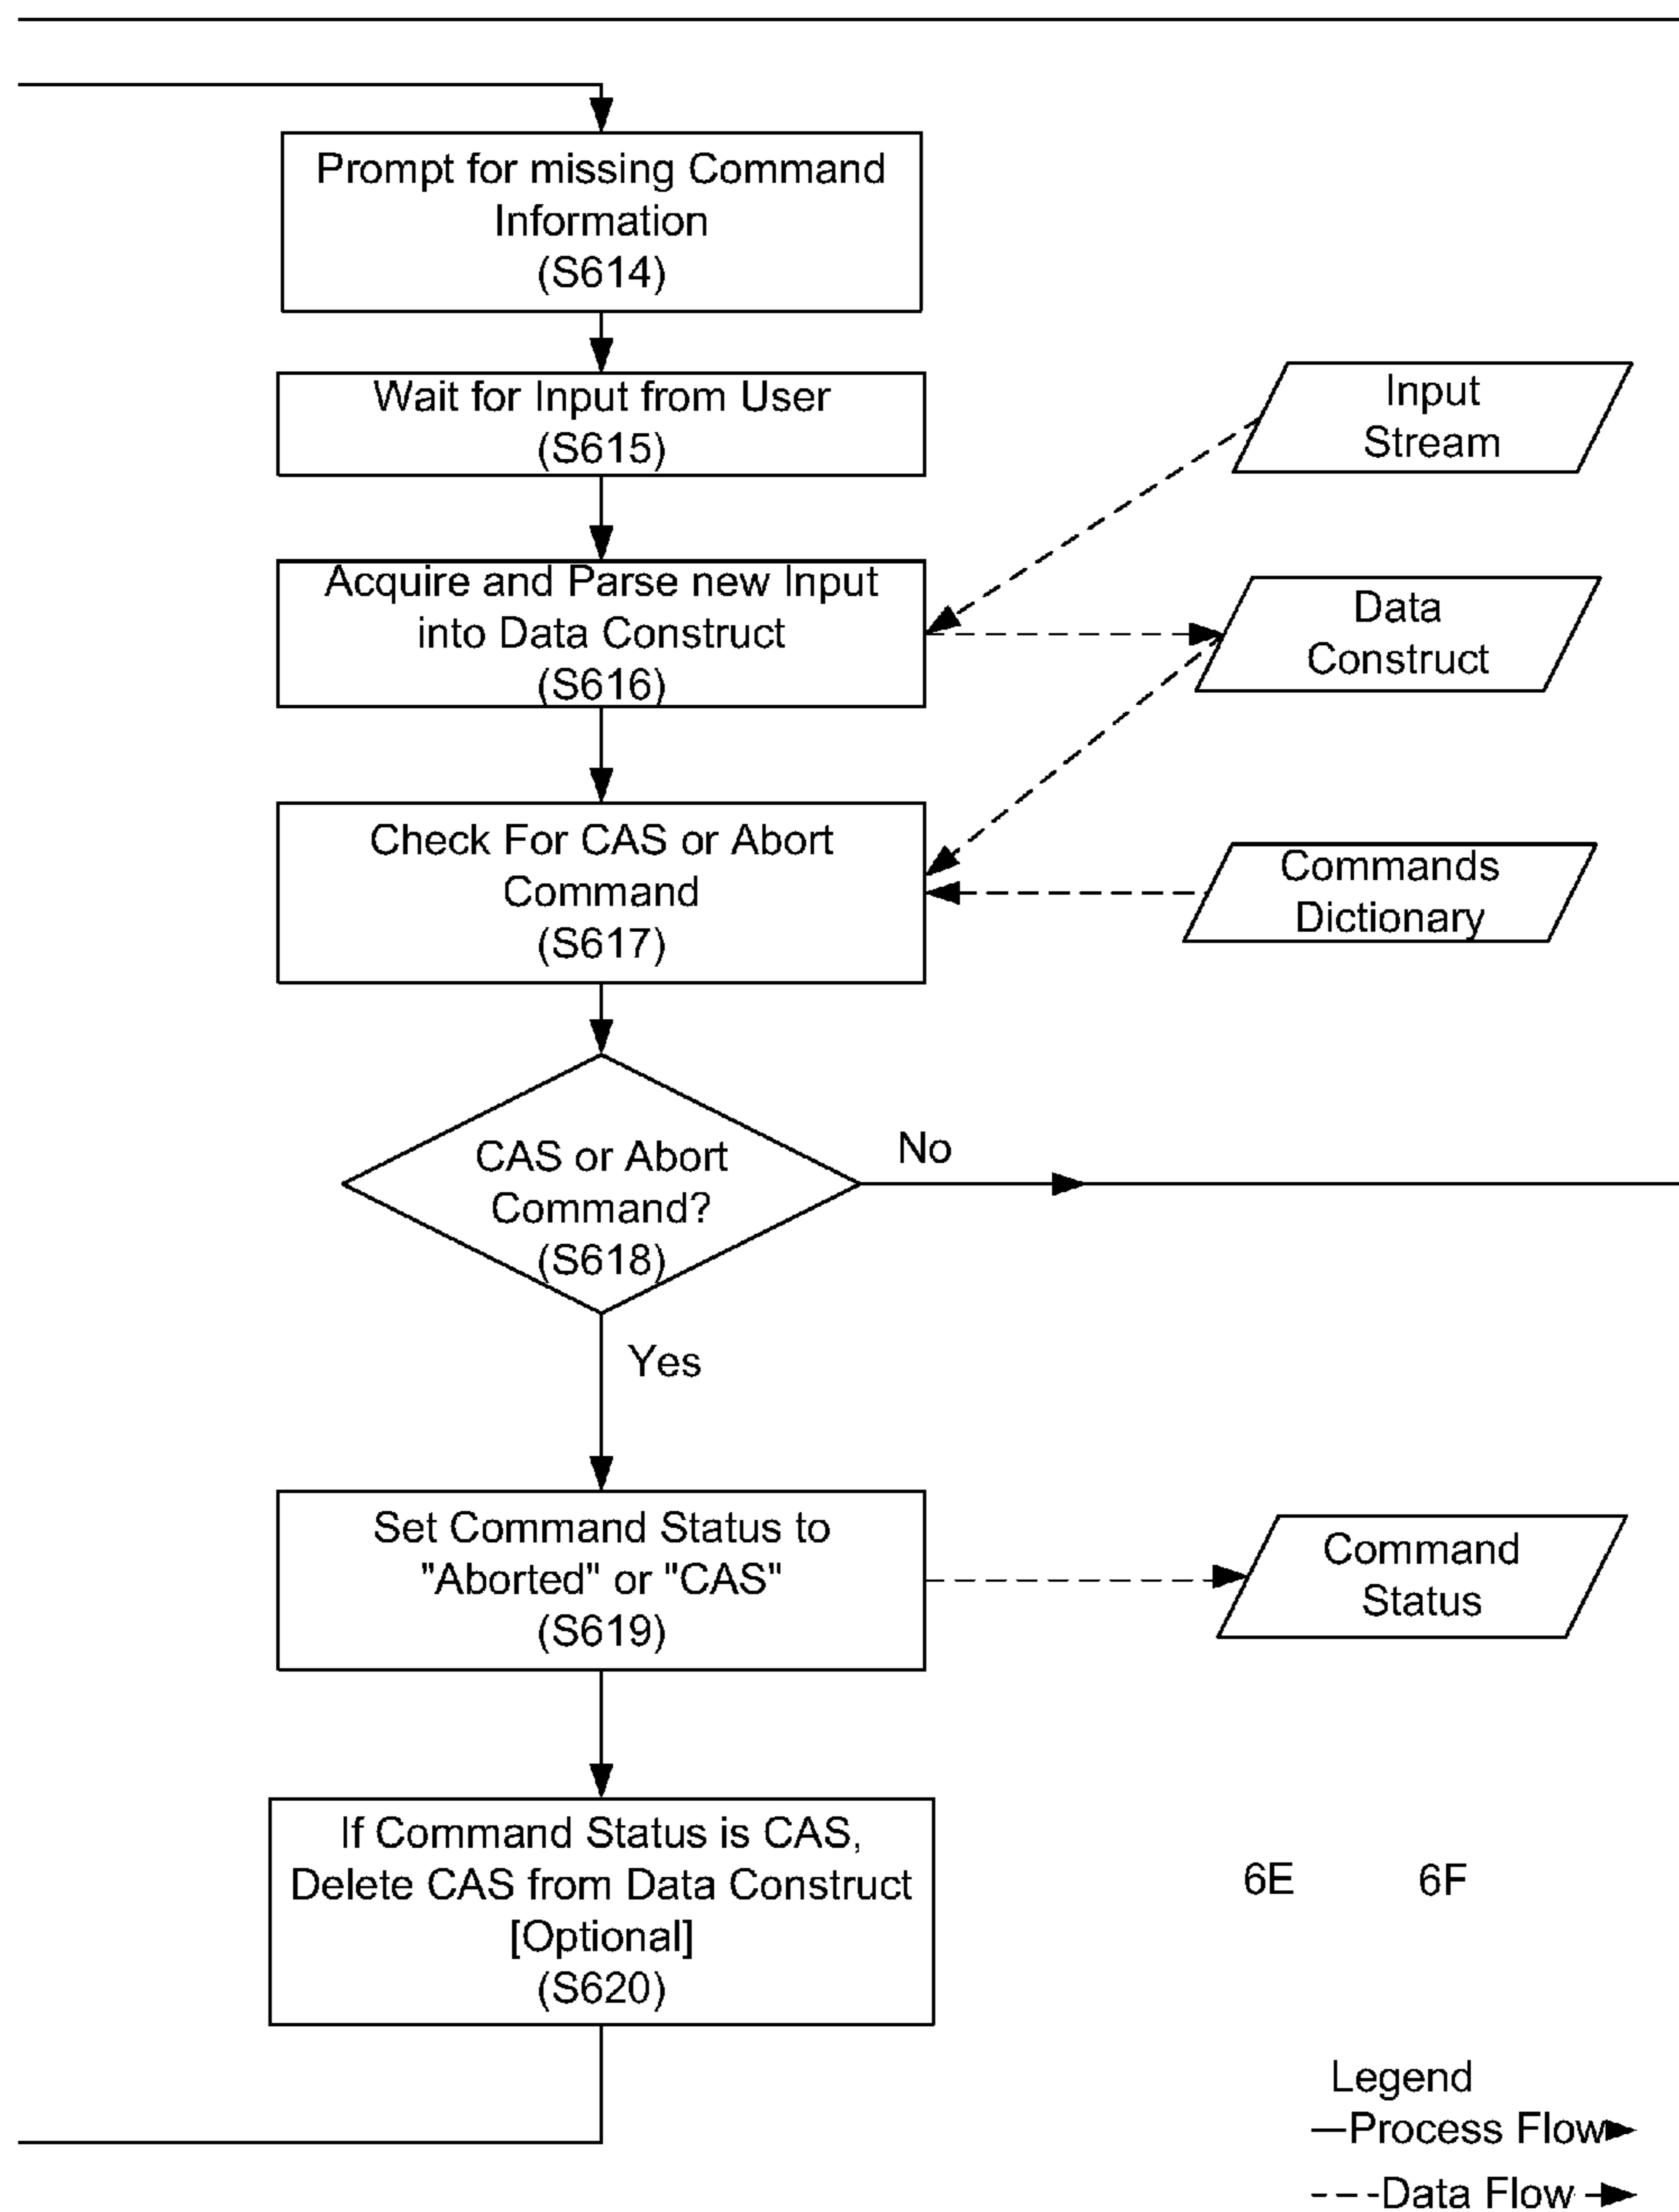 Prompt for missing Command
Information
(S614)
Wait for Input from User
(S615)
Input
Stream
Acquire and Parse new Input
into Data Construct
(S616)
Data
Construct
Check For CAS or Abort
Command
(S617)
Commands
Dictionary
CAS or Abort
Command?
(S618)
No
Yes
Set Command Status to
"Aborted" or "CAS"
(S619)
Command
Status
If Command Status is CAS,
Delete CAS from Data Construct
[Optional]
(S620)
6E 6F
Legend
Process Flow
Data Flow